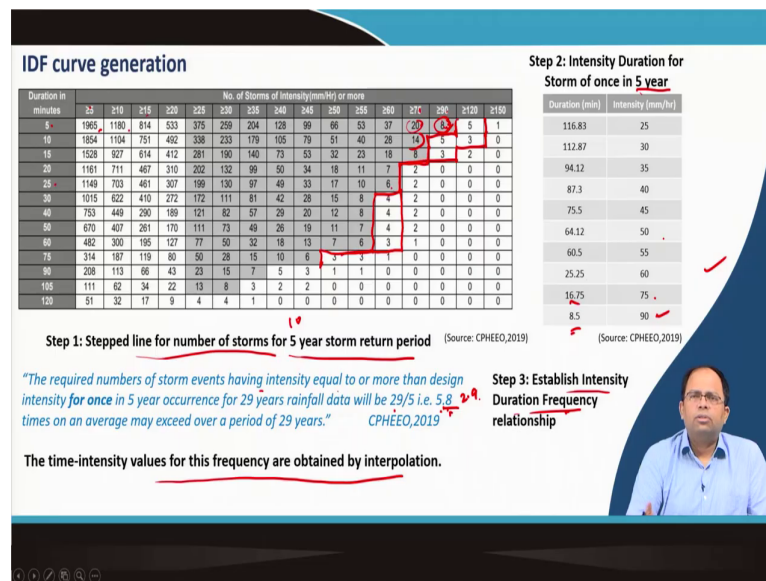 IDF curve generation
Duration in minutes No. of Storms of Intensity(mm/Hr) or more
≥5 ≥10 ≥15 ≥20 ≥25 ≥30 ≥35 ≥40 ≥45 ≥50 ≥55 ≥60 ≥70 ≥90 ≥120 ≥150
5 1965 1180 814 533 375 259 204 128 99 66 53 37 20 8 5 1
10 1854 1104 751 492 338 233 179 105 79 51 40 28 14 5 3 0
15 1528 927 614 412 281 190 140 73 53 32 23 18 8 3 2 0
20 1161 711 467 310 202 132 99 50 34 18 11 7 2 0 0 0
25 1149 703 461 307 199 130 97 49 33 17 10 6 2 0 0 0
30 1015 622 410 272 172 111 81 42 28 15 8 4 2 0 0 0
40 753 449 290 189 121 82 57 29 20 12 8 4 2 0 0 0
50 670 407 261 170 111 73 49 26 19 11 7 4 2 0 0 0
60 482 300 195 127 77 50 32 18 13 7 6 3 1 0 0 0
75 314 187 119 80 50 28 15 10 6 3 3 1 0 0 0 0
90 208 113 66 43 23 15 7 5 3 1 1 0 0 0 0 0
105 111 62 34 22 13 8 3 2 2 0 0 0 0 0 0 0
120 51 32 17 9 4 4 1 0 0 0 0 0 0 0 0 0
10
Step 1: Stepped line for number of storms for 5 year storm return period (Source: CPHEEO,2019)
"The required numbers of storm events having intensity equal to or more than design
intensity for once in 5 year occurrence for 29 years rainfall data will be 29/5 i.e. 5.8 2.9.
times on an average may exceed over a period of 29 years." CPHEEO,2019
The time-intensity values for this frequency are obtained by interpolation.
Step 2: Intensity Duration for
Storm of once in 5 year
Duration (min) Intensity (mm/hr)
116.83 25
112.87 30
94.12 35
87.3 40
75.5 45
64.12 50
60.5 55
25.25 60
16.75 75
8.5 90
(Source: CPHEEO,2019)
Step 3: Establish Intensity
Duration Frequency
relationship